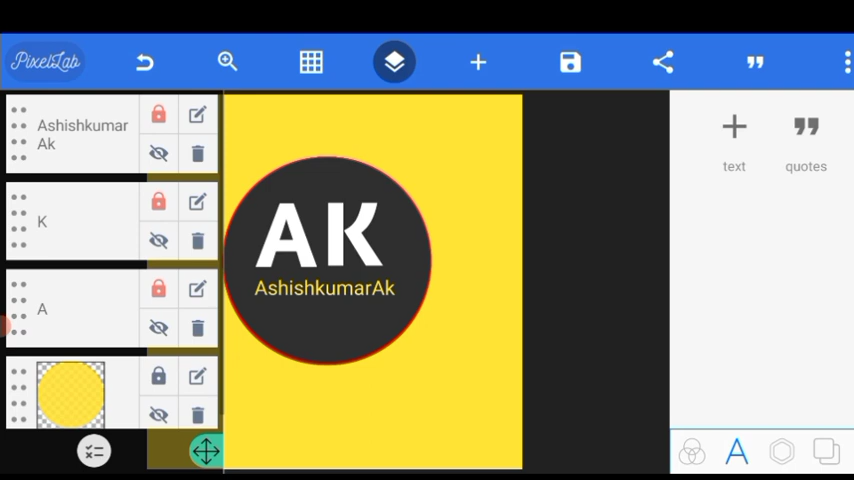 PixelLab
Ashishkumar
Ak
K
A
AK
AshishkumarAk
text
quotes
A